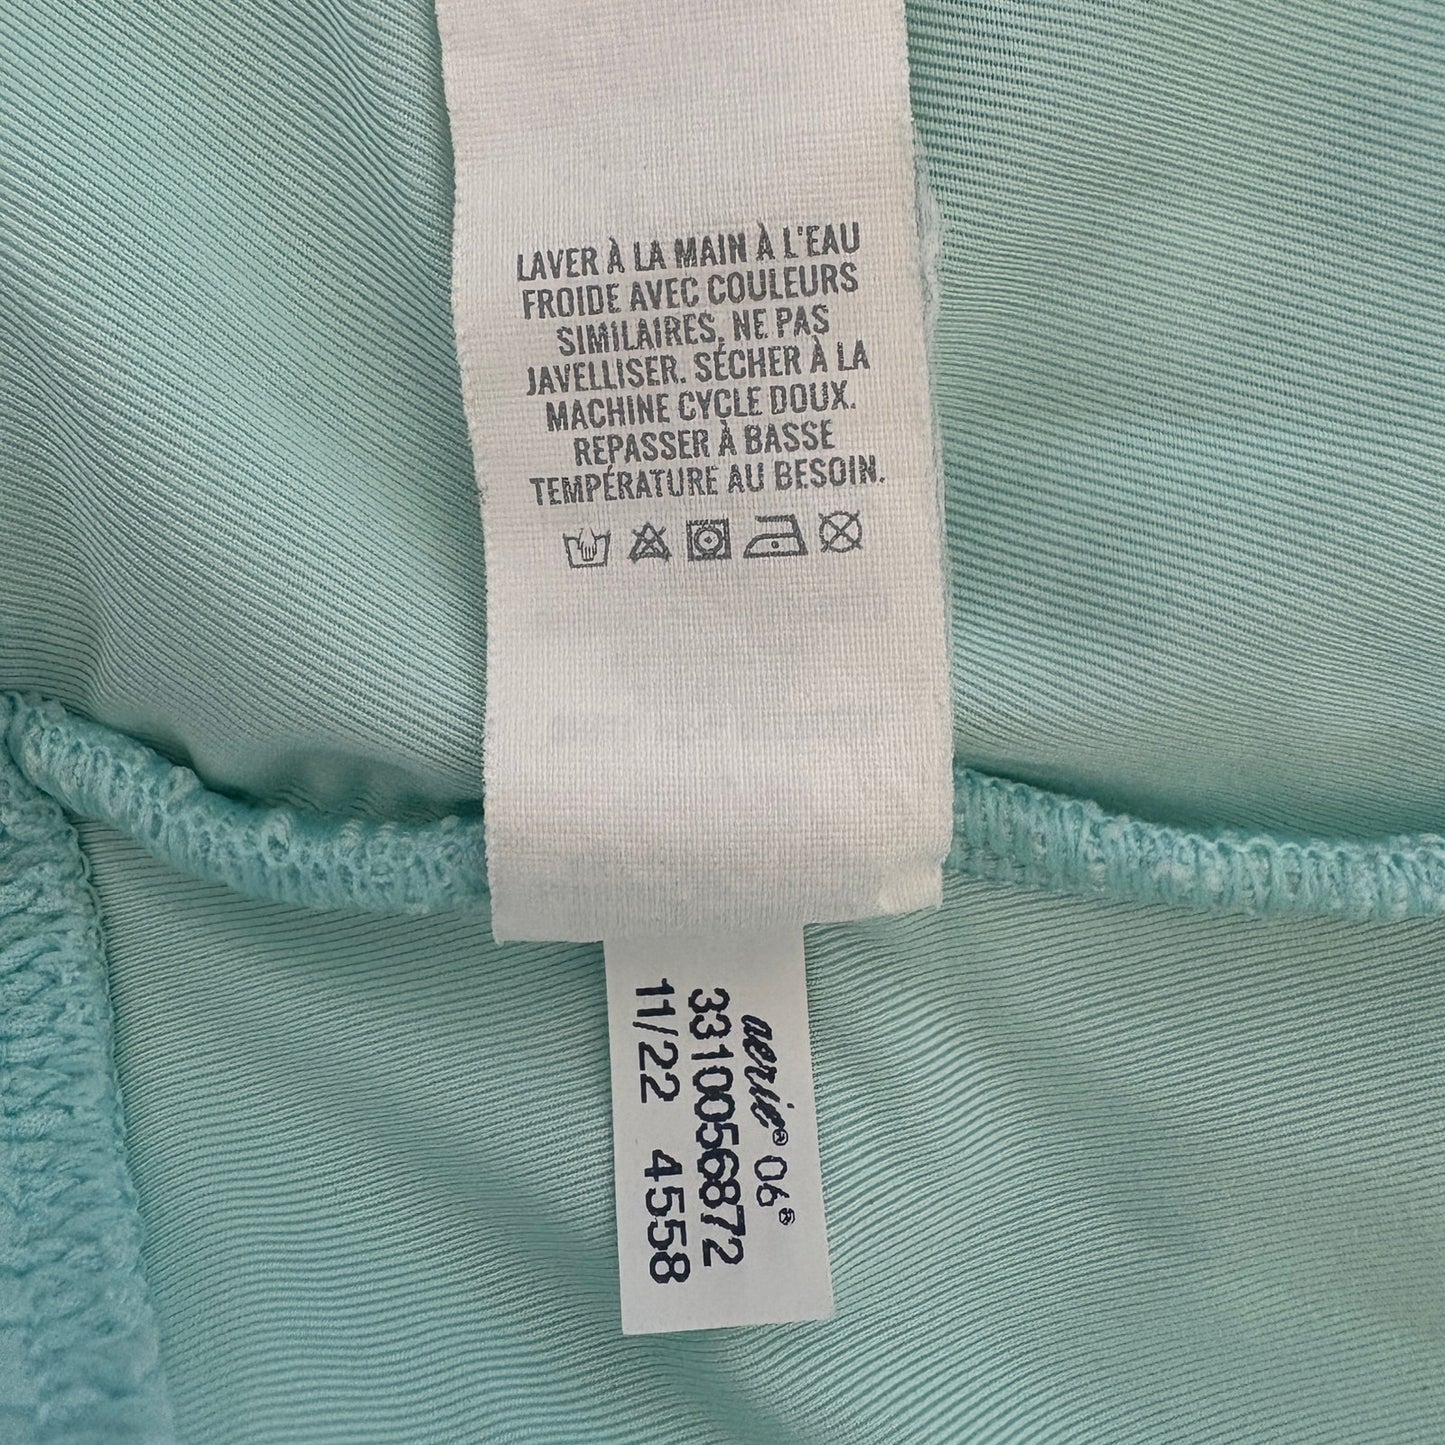 LAVER À LA MAIN À L'EAU
FROIDE AVEC COULEURS
SIMILAIRES, NE PAS
JAVELLISER. SÉCHER À LA
MACHINE CYCLE DOUX.
REPASSER À BASSE
TEMPÉRATURE AU BESOIN.
aerie® 06®
3310056872
11/22 4558